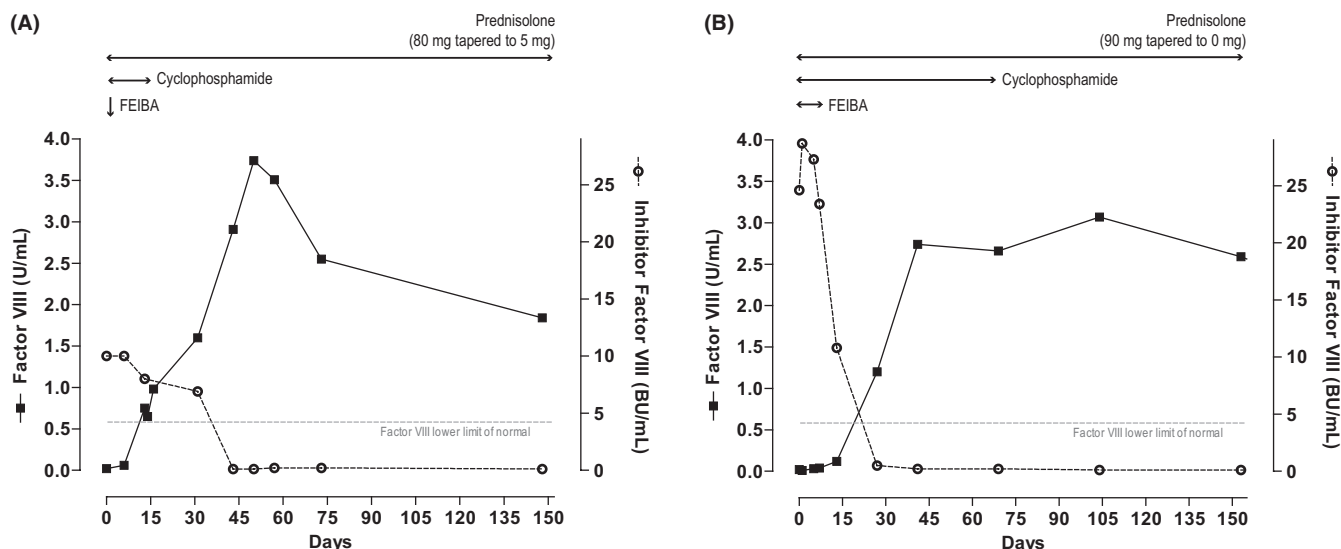 (A)
Prednisolone
(80 mg tapered to 5 mg)
Cyclophosphamide
FEIBA
4.0
3.5
3.0
2.5
2.0
1.5
1.0
0.5
0.0
Factor VIII (U/mL)
25
20
15
10
5
0
Inhibitor Factor VIII (BU/mL)
Factor VIII lower limit of normal
0 15 30 45 60 75 90 105 120 135 150
Days
(B)
Prednisolone
(90 mg tapered to 0 mg)
Cyclophosphamide
FEIBA
4.0
3.5
3.0
2.5
2.0
1.5
1.0
0.5
0.0
Factor VIII (U/mL)
25
20
15
10
5
0
Inhibitor Factor VIII (BU/mL)
Factor VIII lower limit of normal
0 15 30 45 60 75 90 105 120 135 150
Days